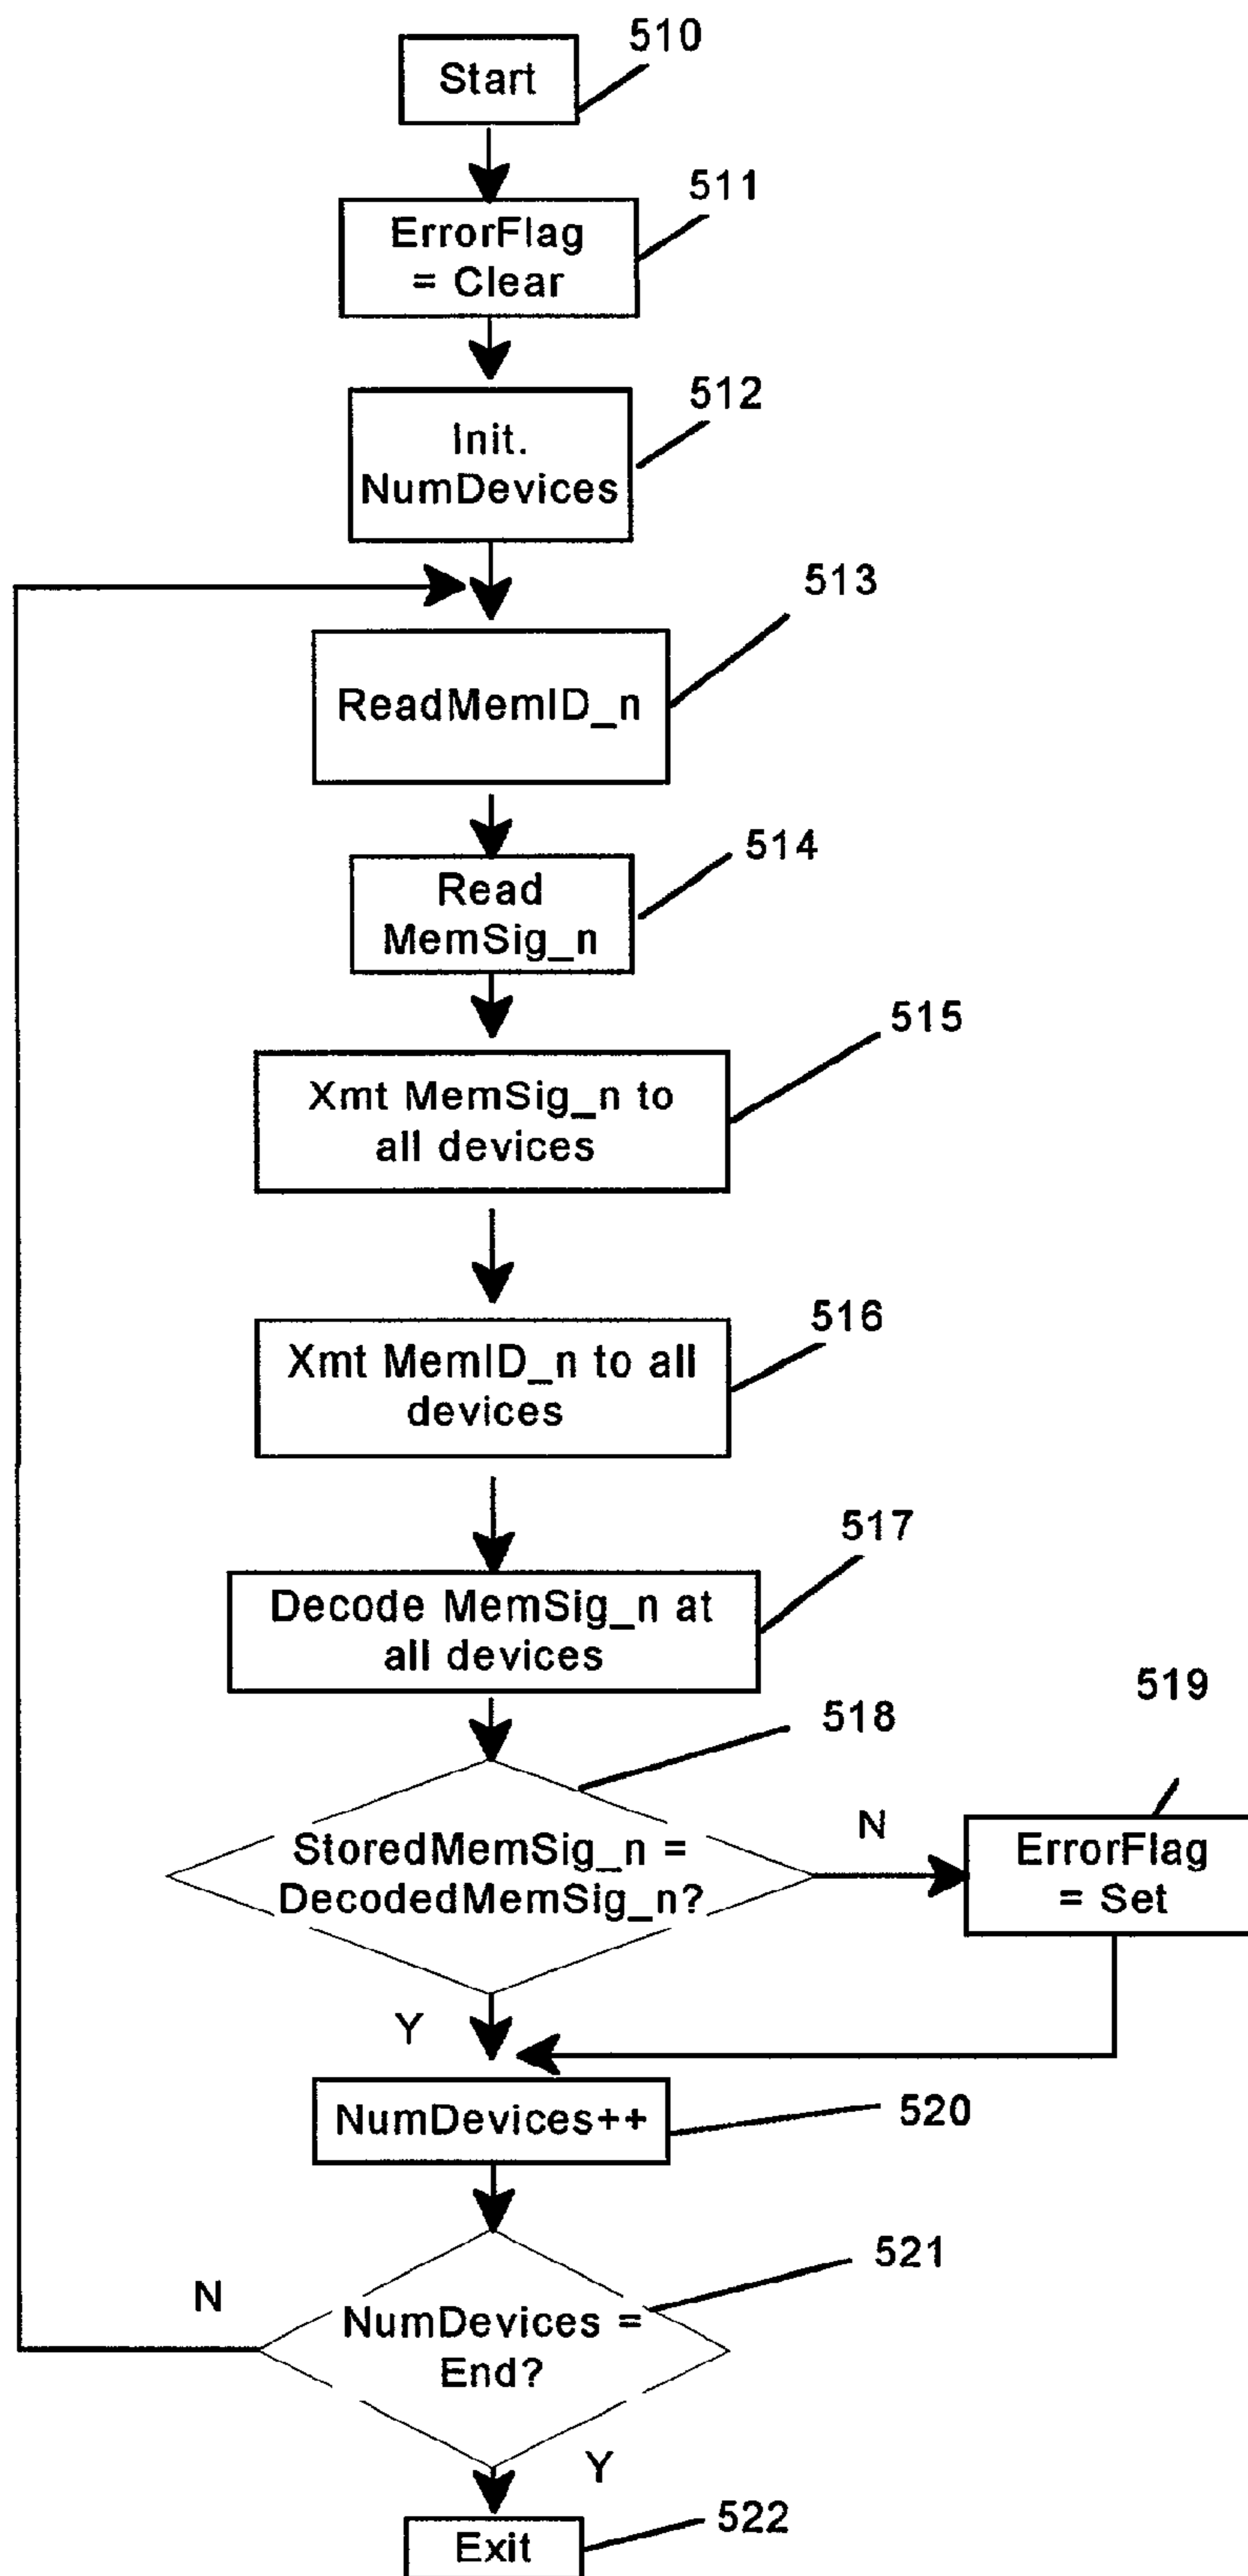 510
Start
511
ErrorFlag
= Clear
512
Init.
NumDevices
513
ReadMemID_n
514
Read
MemSig_n
515
Xmt MemSig_n to
all devices
516
Xmt MemID_n to all
devices
517
Decode MemSig_n at
all devices
518
519
StoredMemSig_n =
DecodedMemSig_n?
N
ErrorFlag
= Set
Y
NumDevices++
520
521
N
NumDevices =
End?
Y
522
Exit